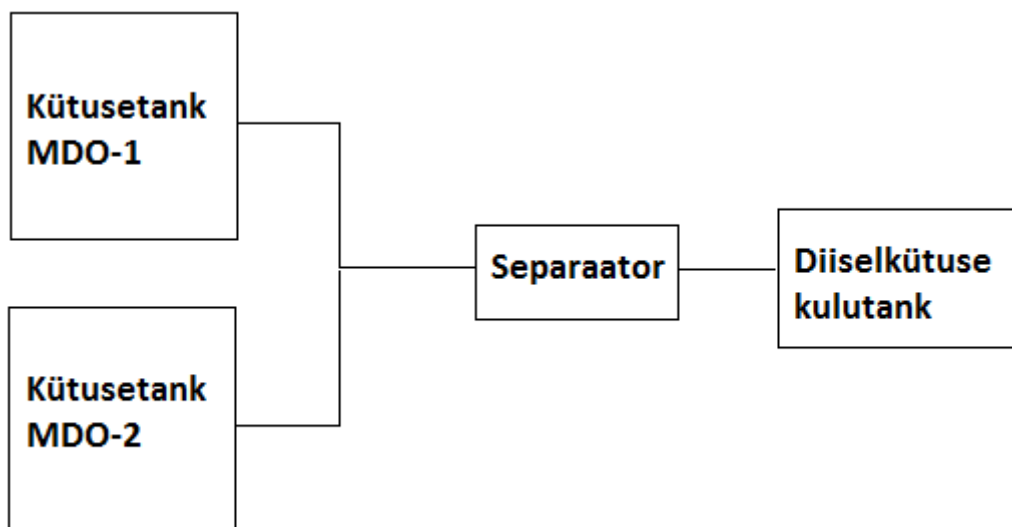 Kütusetank
MDO-1
Separaator
Diiselkütuse
kulutank
Kütusetank
MDO-2